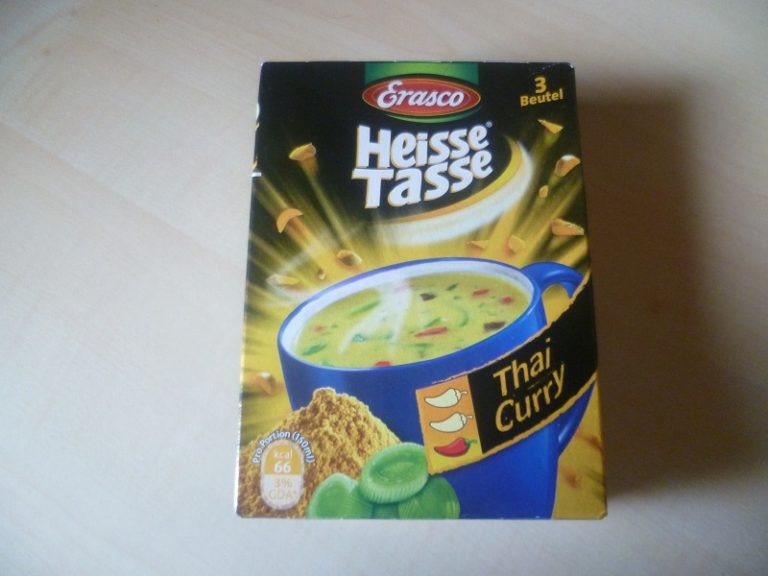 Erasco
3
Beutel
Heisse
Tasse®
Thai
Curry
Pro Portion (150ml)
kcal
66
3%
GDA*